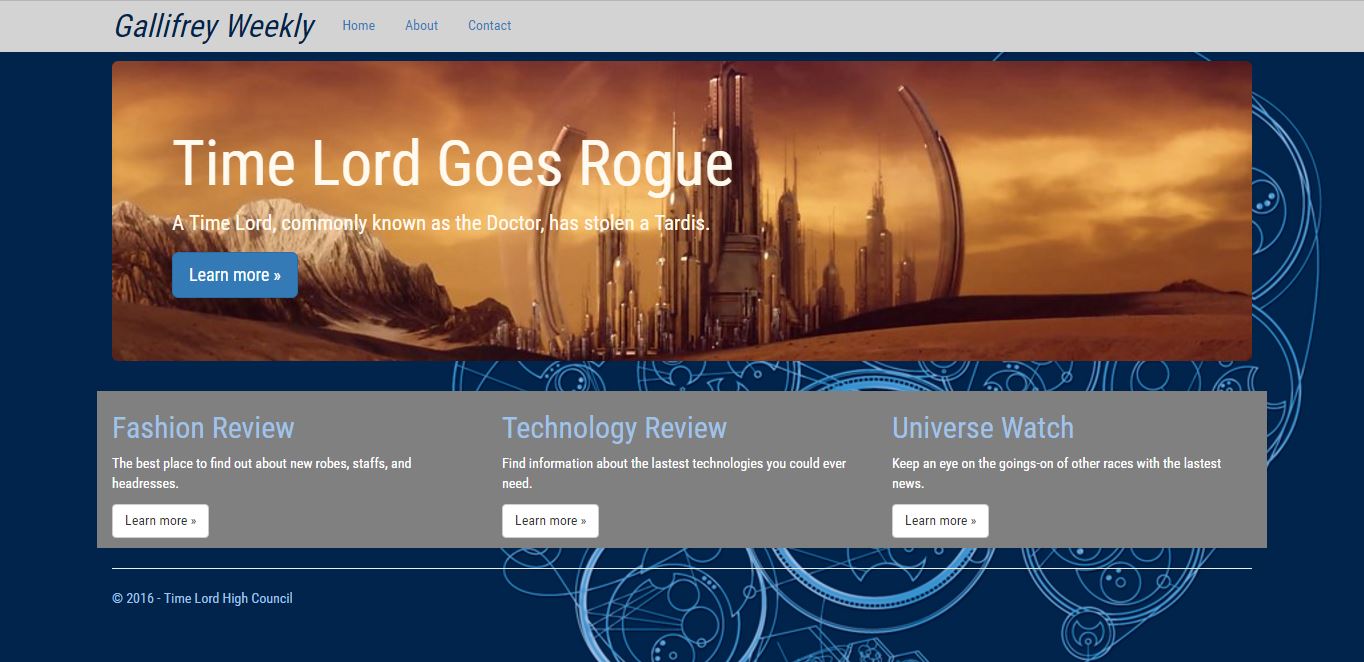 Gallifrey Weekly Home About Contact
Time Lord Goes Rogue
A Time Lord, commonly known as the Doctor, has stolen a Tardis.
Learn more »
Fashion Review
The best place to find out about new robes, staffs, and
headresses.
Learn more »
Technology Review
Find information about the lastest technologies you could ever
need.
Learn more »
Universe Watch
Keep an eye on the goings-on of other races with the lastest
news.
Learn more »
© 2016 - Time Lord High Council